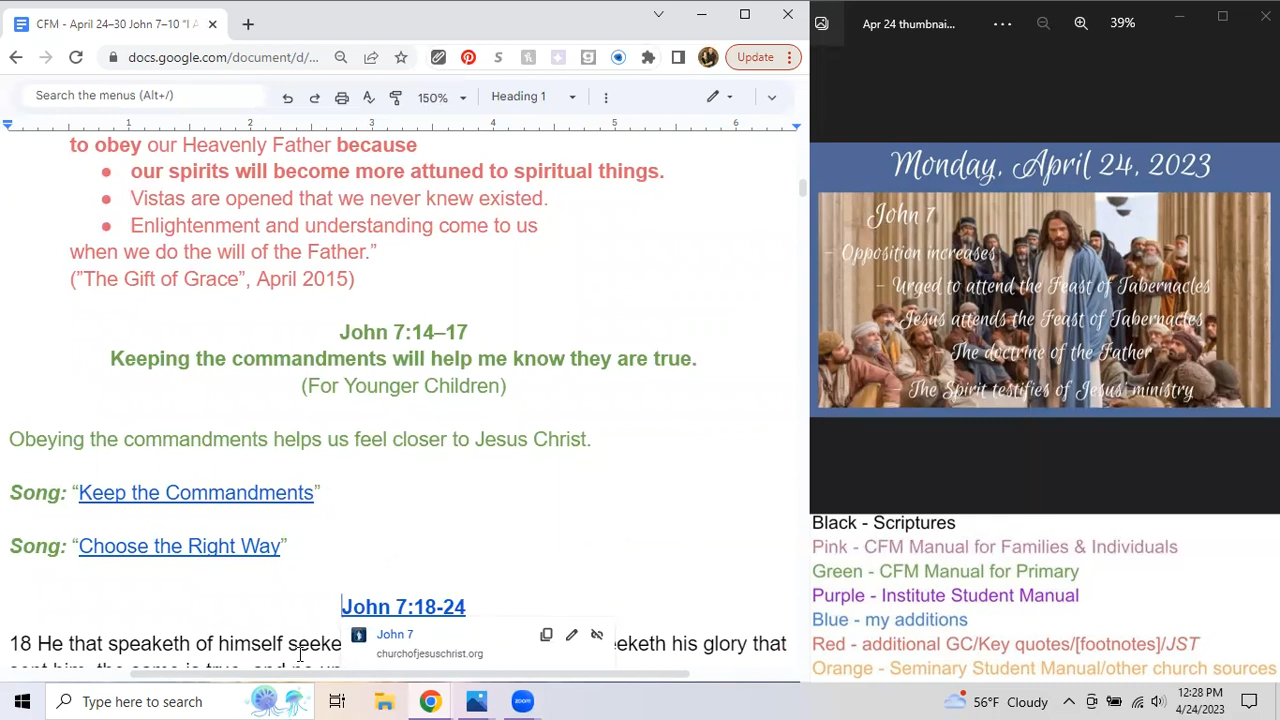 CFM - April 24–30 John 7–10 "I A
Apr 24 thumbnai...
39%
docs.google.com/document/d/...
Update
Search the menus (Alt+/)
150%
Heading 1
1 2 3 4 5 6
to obey our Heavenly Father because
● our spirits will become more attuned to spiritual things.
● Vistas are opened that we never knew existed.
● Enlightenment and understanding come to us
when we do the will of the Father.”
(”The Gift of Grace”, April 2015)
John 7:14–17
Keeping the commandments will help me know they are true.
(For Younger Children)
Obeying the commandments helps us feel closer to Jesus Christ.
Song: “Keep the Commandments”
Song: “Choose the Right Way”
John 7:18-24
John 7
churchofjesuschrist.org
18 He that speaketh of himself seeke
eeketh his glory that
Monday, April 24, 2023
John 7
- Opposition increases
- Urged to attend the Feast of Tabernacles
Jesus attends the Feast of Tabernacles
- The doctrine of the Father
- The Spirit testifies of Jesus' ministry
Black - Scriptures
Pink - CFM Manual for Families & Individuals
Green - CFM Manual for Primary
Purple - Institute Student Manual
Blue - my additions
Red - additional GC/Key quotes/[footnotes]/JST
Orange - Seminary Student Manual/other church sources
Type here to search
zoom
56°F Cloudy
12:28 PM
4/24/2023